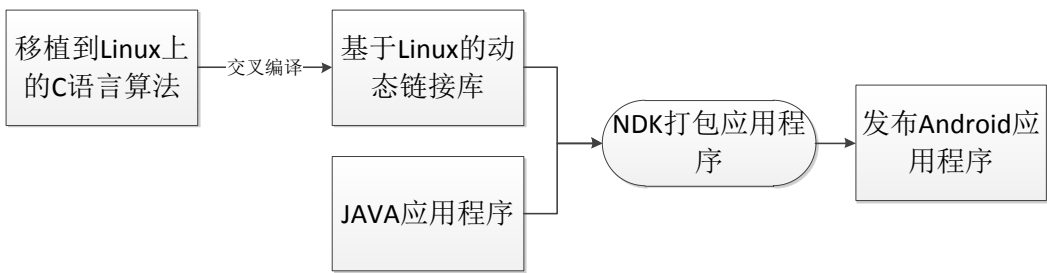 移植到Linux上
的C语言算法
交叉编译
基于Linux的动
态链接库
JAVA应用程序
NDK打包应用程
序
发布Android应
用程序